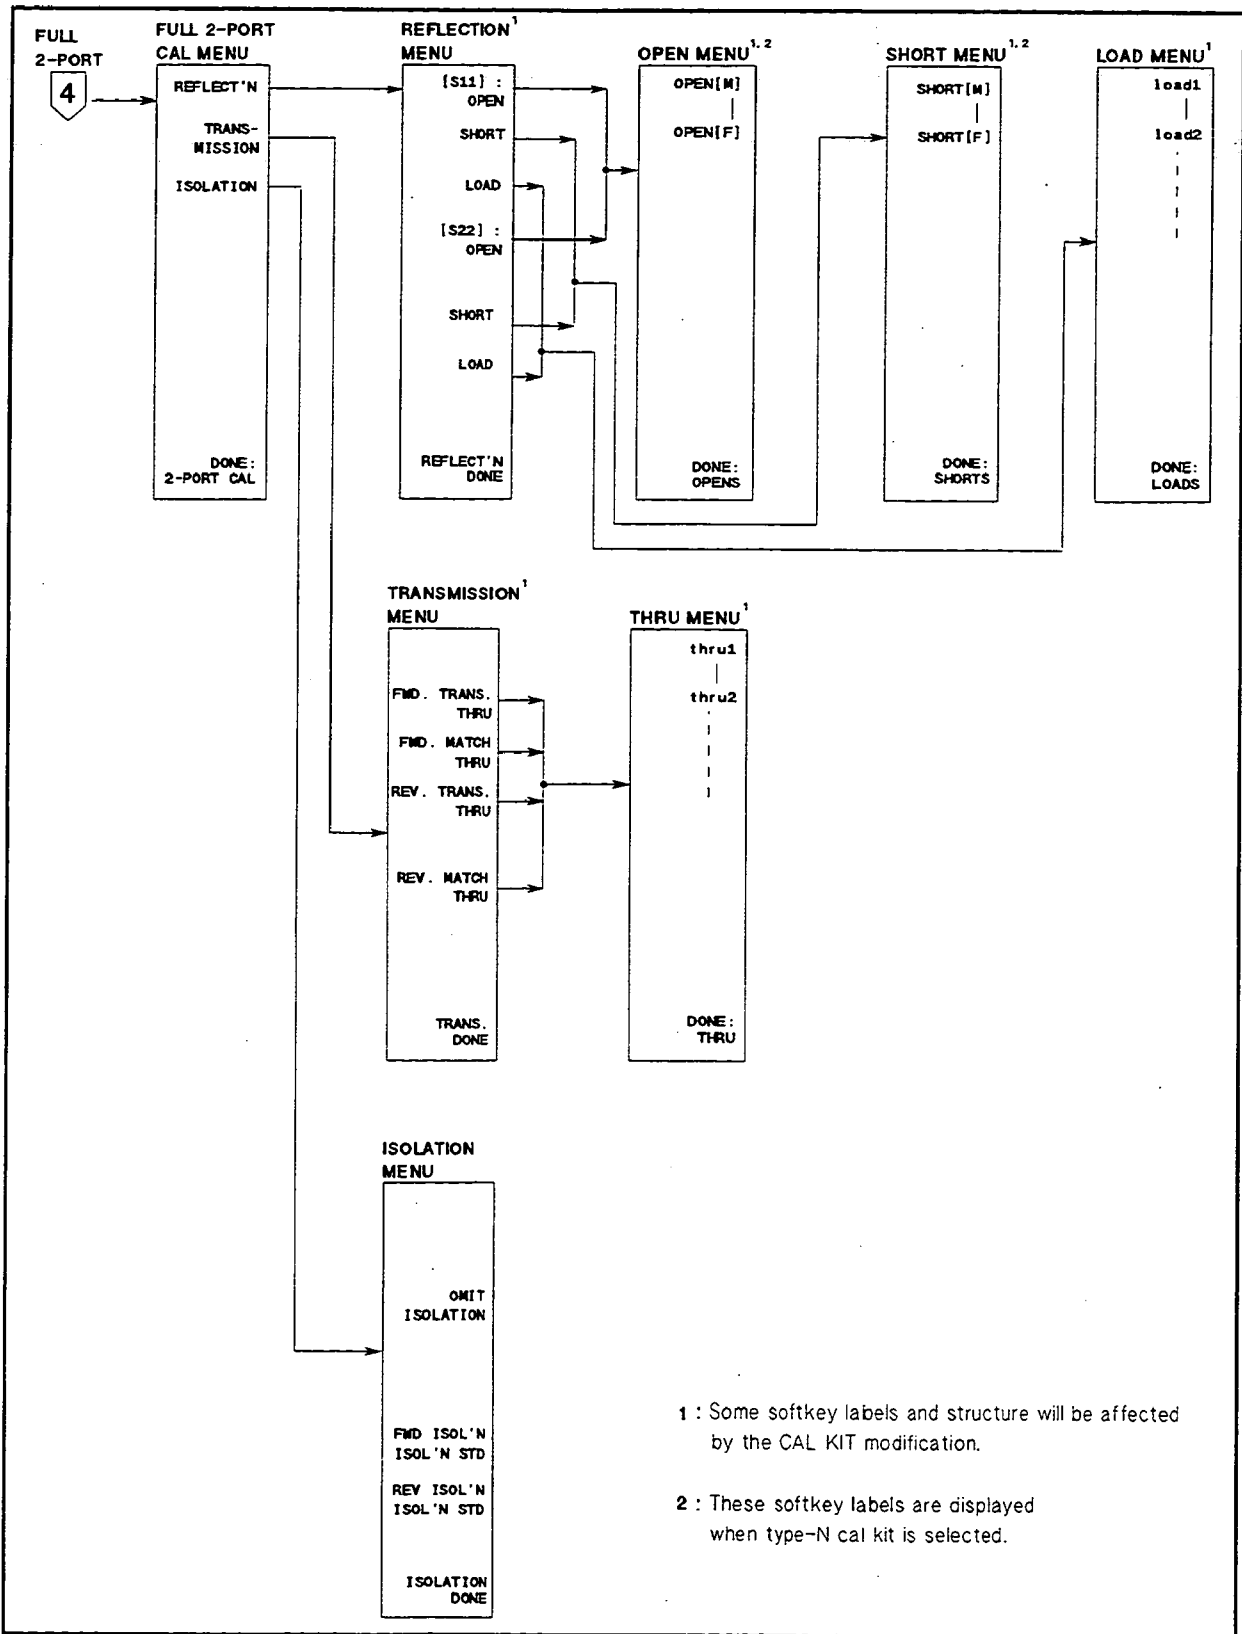 FULL
2-PORT
4
FULL 2-PORT
CAL MENU
REFLECT'N
TRANS-
MISSION
ISOLATION
DONE:
2-PORT CAL
REFLECTION1
MENU
[S11] :
OPEN
SHORT
LOAD
[S22] :
OPEN
SHORT
LOAD
REFLECT'N
DONE
OPEN MENU1,2
OPEN[M]
OPEN[F]
DONE:
OPENS
SHORT MENU1,2
SHORT[M]
SHORT[F]
DONE:
SHORTS
LOAD MENU1
load1
load2
DONE:
LOADS
TRANSMISSION1
MENU
FWD. TRANS.
THRU
FWD. MATCH
THRU
REV. TRANS.
THRU
REV. MATCH
THRU
TRANS.
DONE
THRU MENU1
thru1
thru2
DONE:
THRU
ISOLATION
MENU
OMIT
ISOLATION
FWD ISOL'N
ISOL'N STD
REV ISOL'N
ISOL'N STD
ISOLATION
DONE
1 : Some softkey labels and structure will be affected
by the CAL KIT modification.
2 : These softkey labels are displayed
when type-N cal kit is selected.